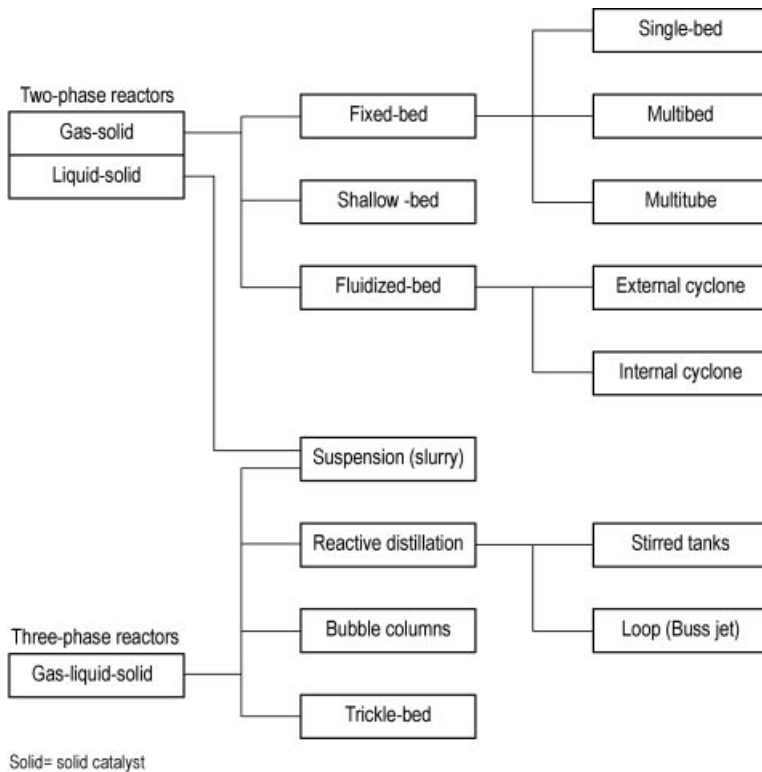 Single-bed
Two-phase reactors
Gas-solid
Fixed-bed
Multibed
Liquid-solid
Shallow -bed
Multitube
Fluidized-bed
External cyclone
Internal cyclone
Suspension (slurry)
Reactive distillation
Stirred tanks
Three-phase reactors
Bubble columns
Loop (Buss jet)
Gas-liquid-solid
Trickle-bed
Solid= solid catalyst